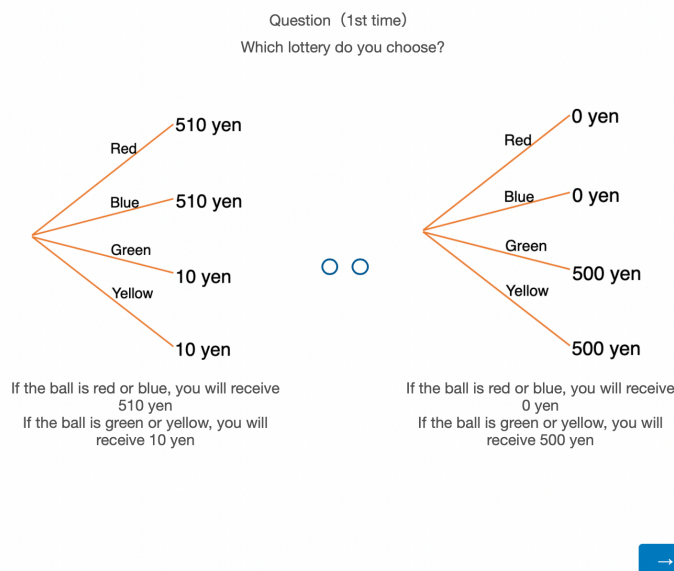 Question（1st time）
Which lottery do you choose?
510 yen
Red
Blue
510 yen
Green
10 yen
Yellow
10 yen
If the ball is red or blue, you will receive
510 yen
If the ball is green or yellow, you will
receive 10 yen
0 yen
Red
Blue
0 yen
Green
500 yen
Yellow
500 yen
If the ball is red or blue, you will receive
0 yen
If the ball is green or yellow, you will
receive 500 yen
→